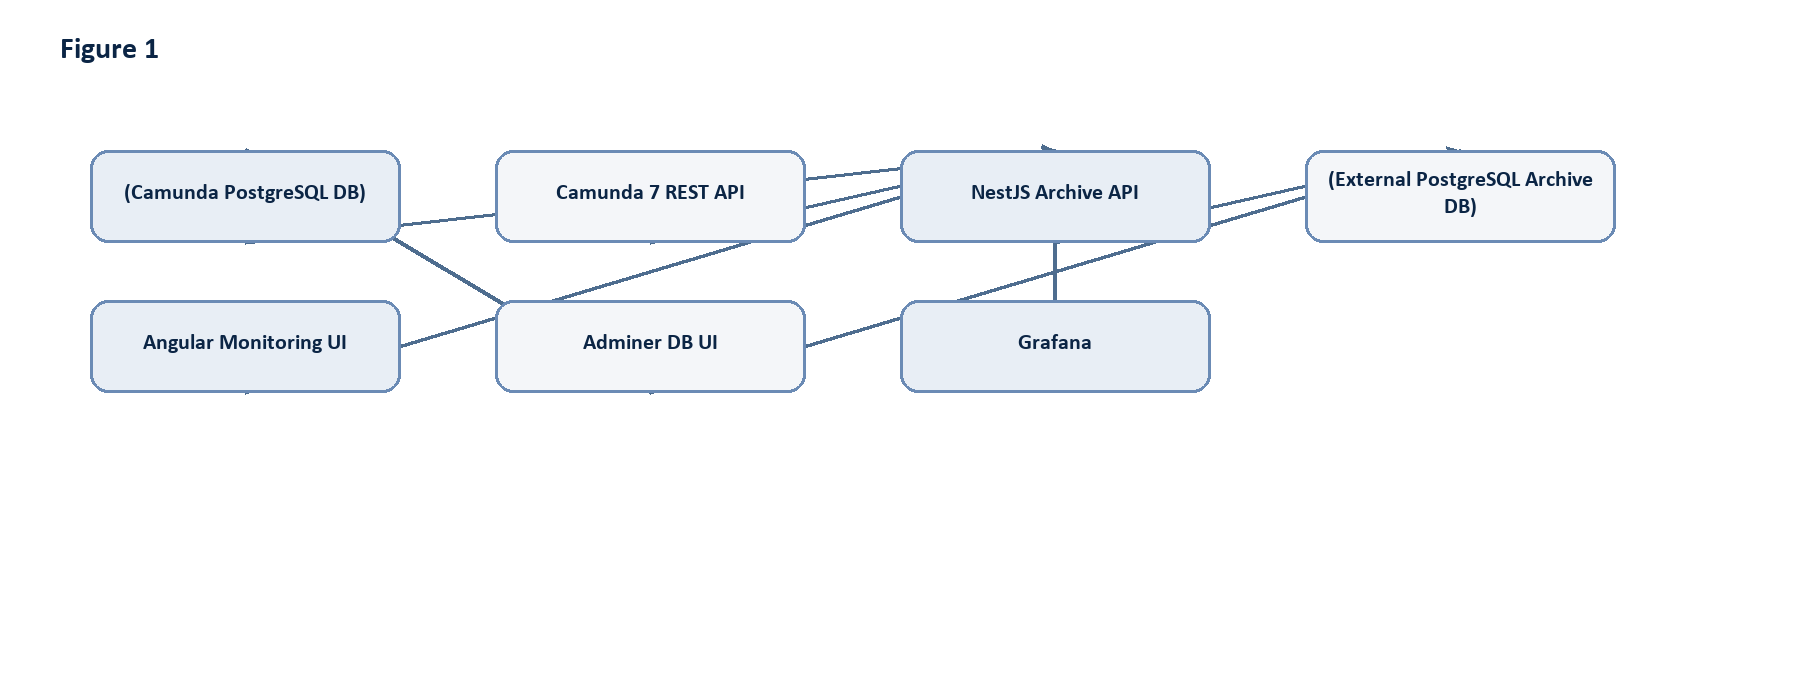 Figure 1
(Camunda PostgreSQL DB)
Camunda 7 REST API
NestJS Archive API
(External PostgreSQL Archive
DB)
Angular Monitoring UI
Adminer DB UI
Grafana